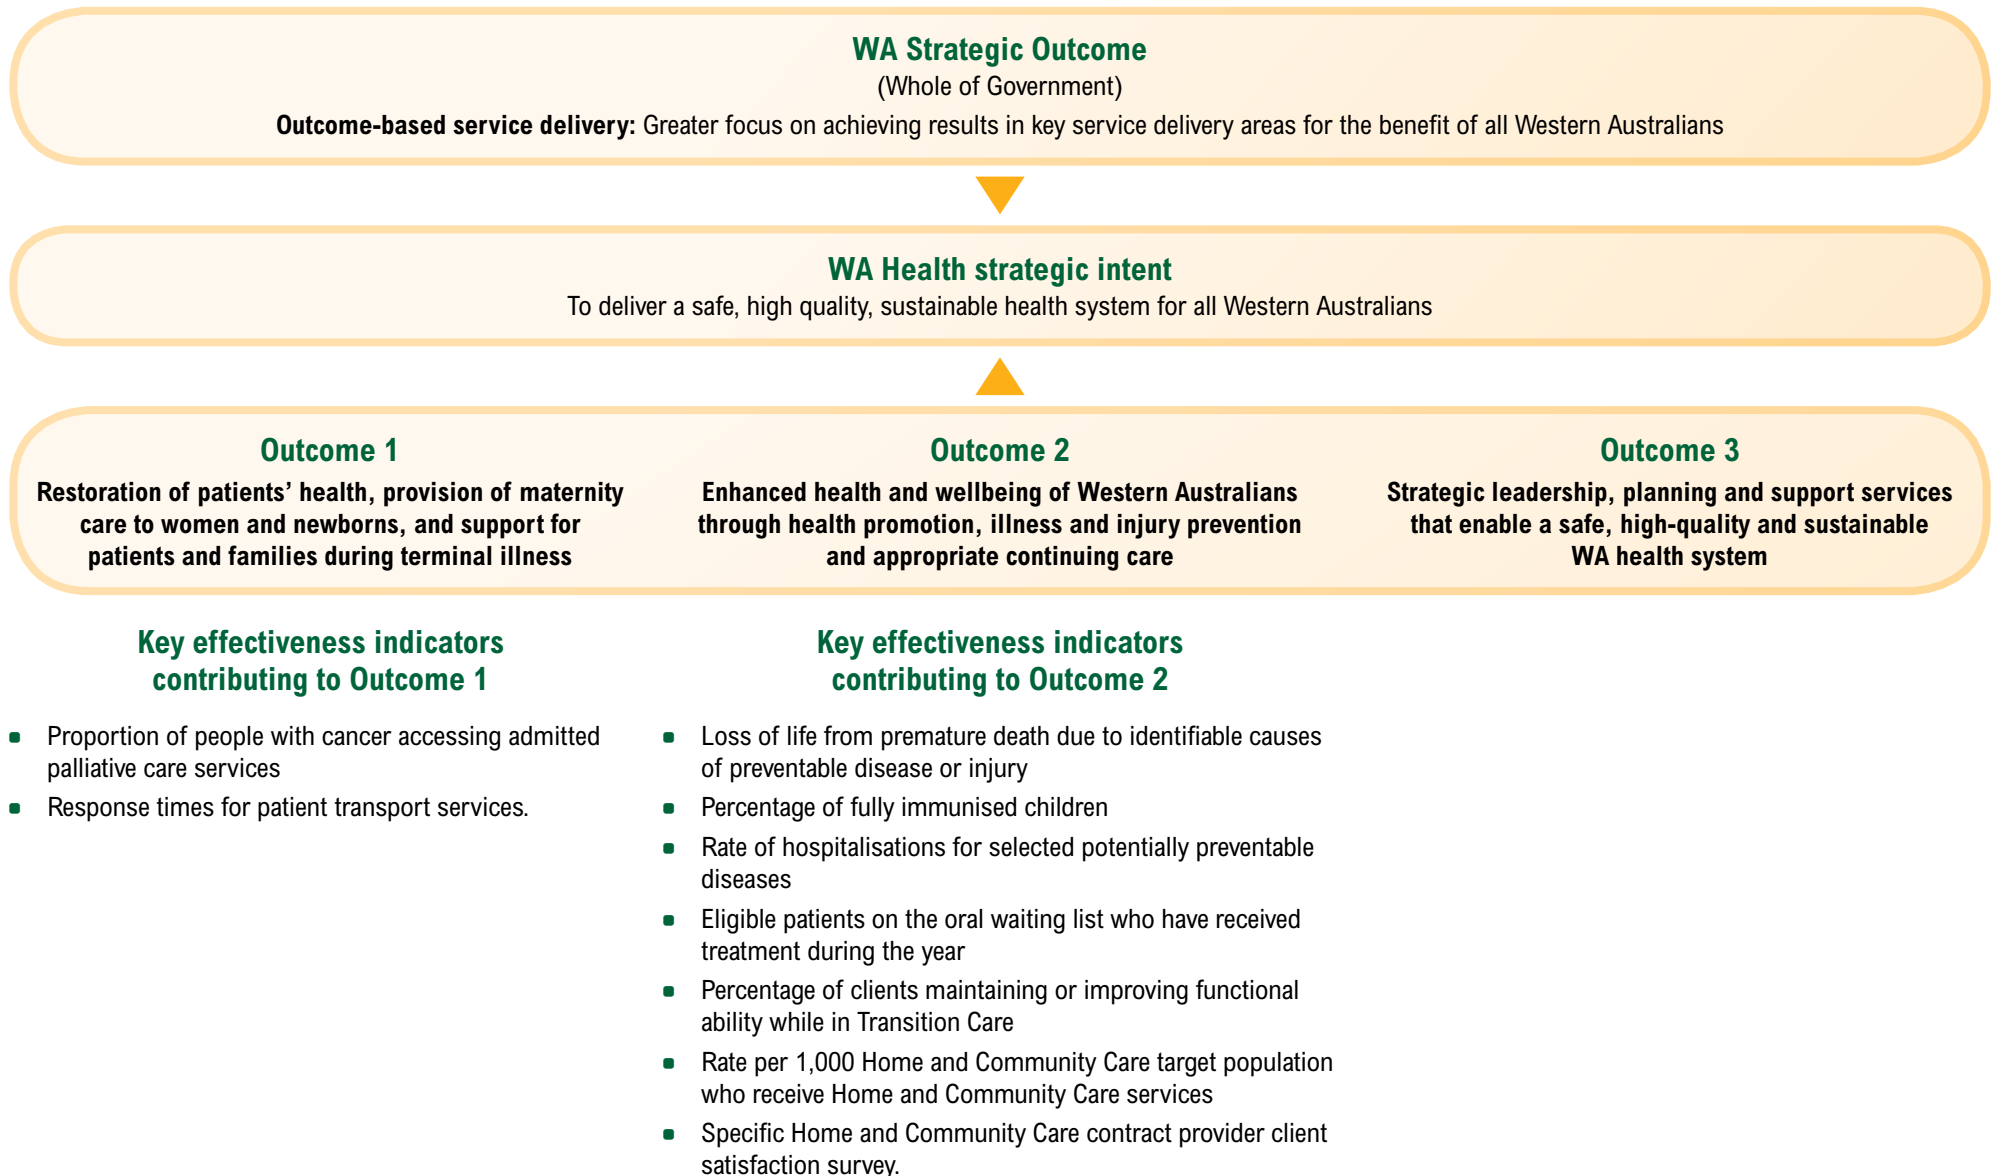 WA Strategic Outcome
(Whole of Government)
Outcome-based service delivery: Greater focus on achieving results in key service delivery areas for the benefit of all Western Australians
WA Health strategic intent
To deliver a safe, high quality, sustainable health system for all Western Australians
Outcome 1
Restoration of patients’ health, provision of maternity
care to women and newborns, and support for
patients and families during terminal illness
Outcome 2
Enhanced health and wellbeing of Western Australians
through health promotion, illness and injury prevention
and appropriate continuing care
Outcome 3
Strategic leadership, planning and support services
that enable a safe, high-quality and sustainable
WA health system
Key effectiveness indicators
contributing to Outcome 1
Proportion of people with cancer accessing admitted
palliative care services
Response times for patient transport services.
Key effectiveness indicators
contributing to Outcome 2
Loss of life from premature death due to identifiable causes
of preventable disease or injury
Percentage of fully immunised children
Rate of hospitalisations for selected potentially preventable
diseases
Eligible patients on the oral waiting list who have received
treatment during the year
Percentage of clients maintaining or improving functional
ability while in Transition Care
Rate per 1,000 Home and Community Care target population
who receive Home and Community Care services
Specific Home and Community Care contract provider client
satisfaction survey.